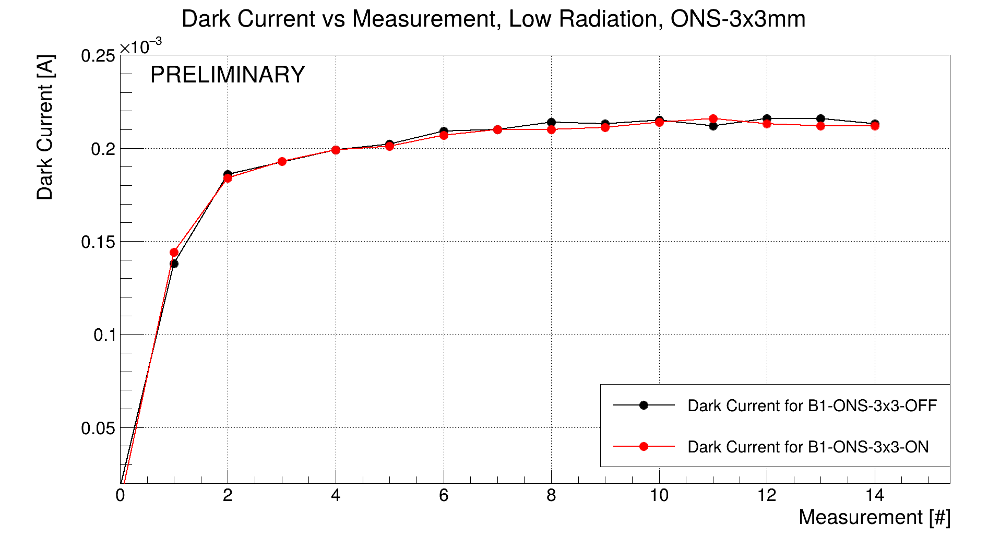 Dark Current vs Measurement, Low Radiation, ONS-3x3mm
×10⁻³
Dark Current [A]
PRELIMINARY
0.25
0.2
0.15
0.1
0.05
Dark Current for B1-ONS-3x3-OFF
Dark Current for B1-ONS-3x3-ON
0 2 4 6 8 10 12 14
Measurement [#]